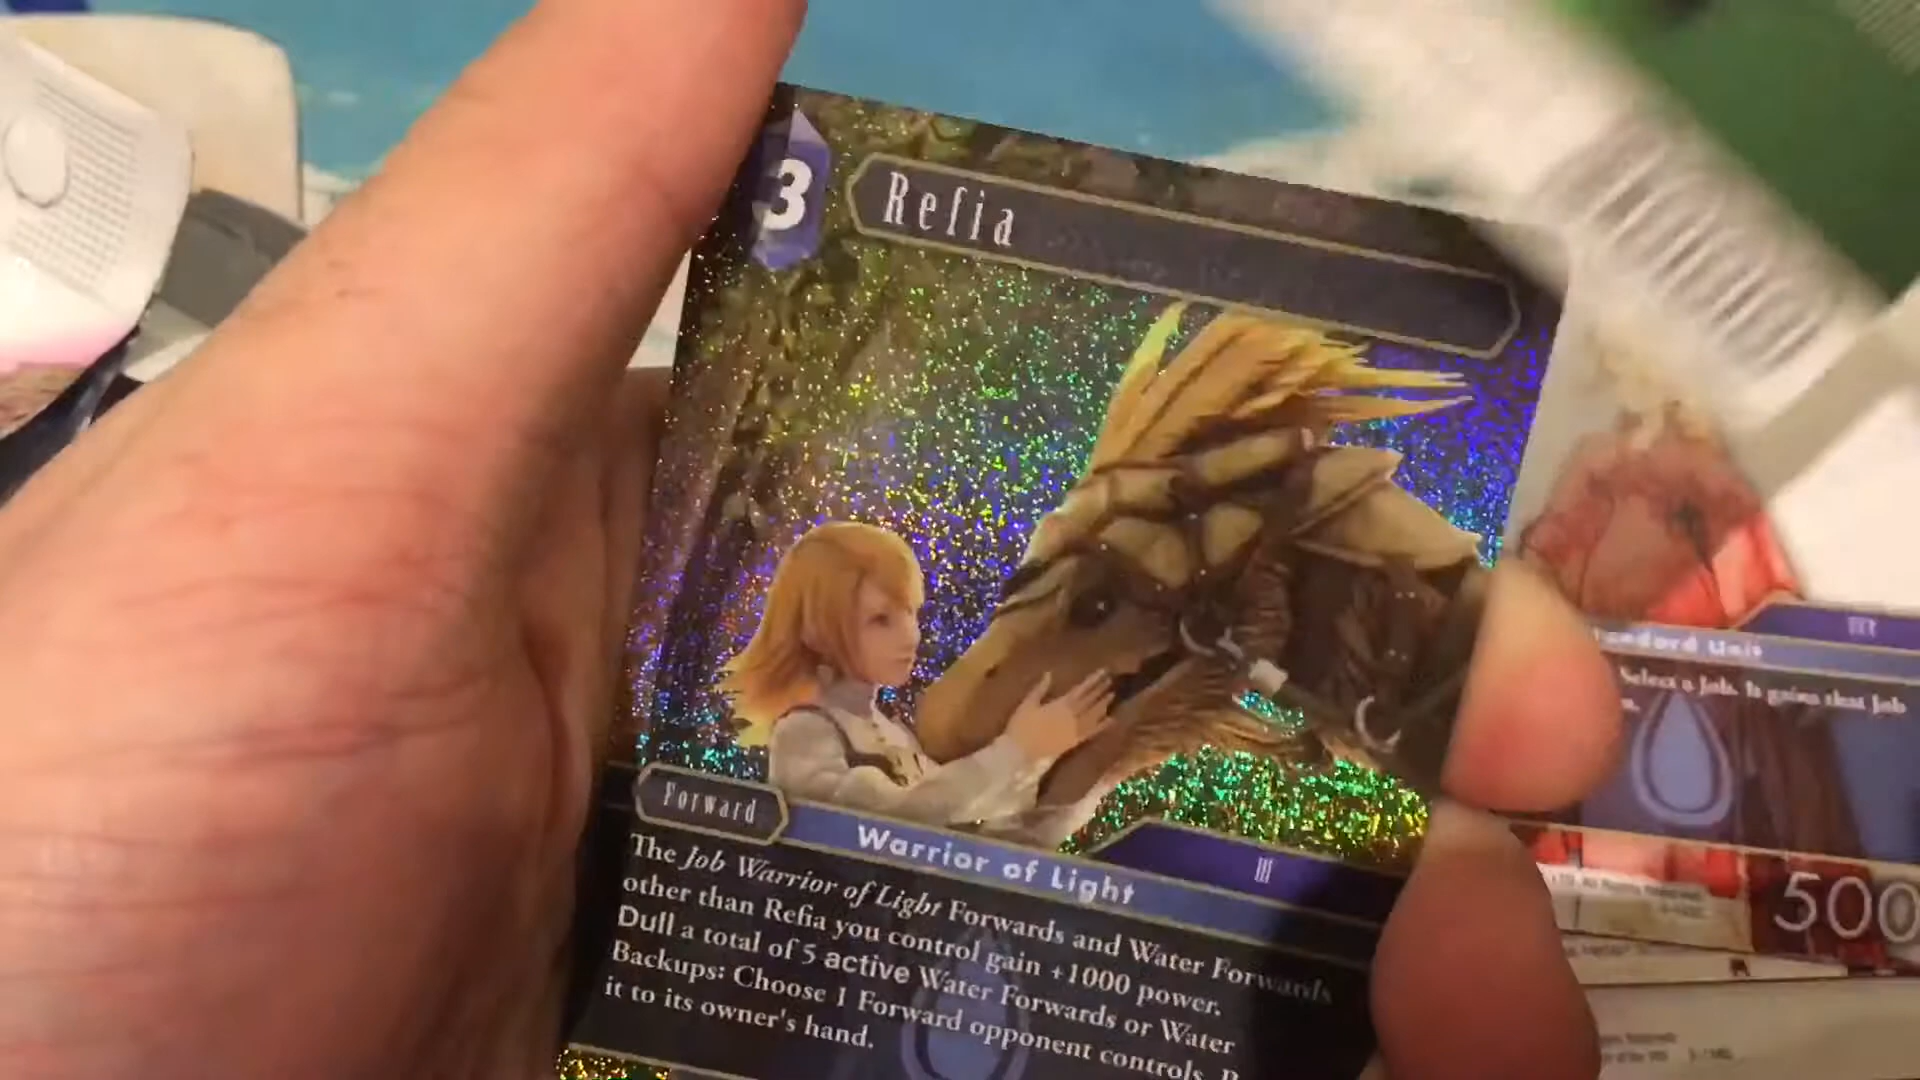 3
Refia
Forward
Warrior of Light
III
The Job Warrior of Light Forwards and Water Forwards
other than Refia you control gain +1000 power.
Dull a total of 5 active Water Forwards or Water
Backups: Choose 1 Forward opponent controls. R
it to its owner's hand.
III
Standard Unit
Select a Job. It gains that Job
500